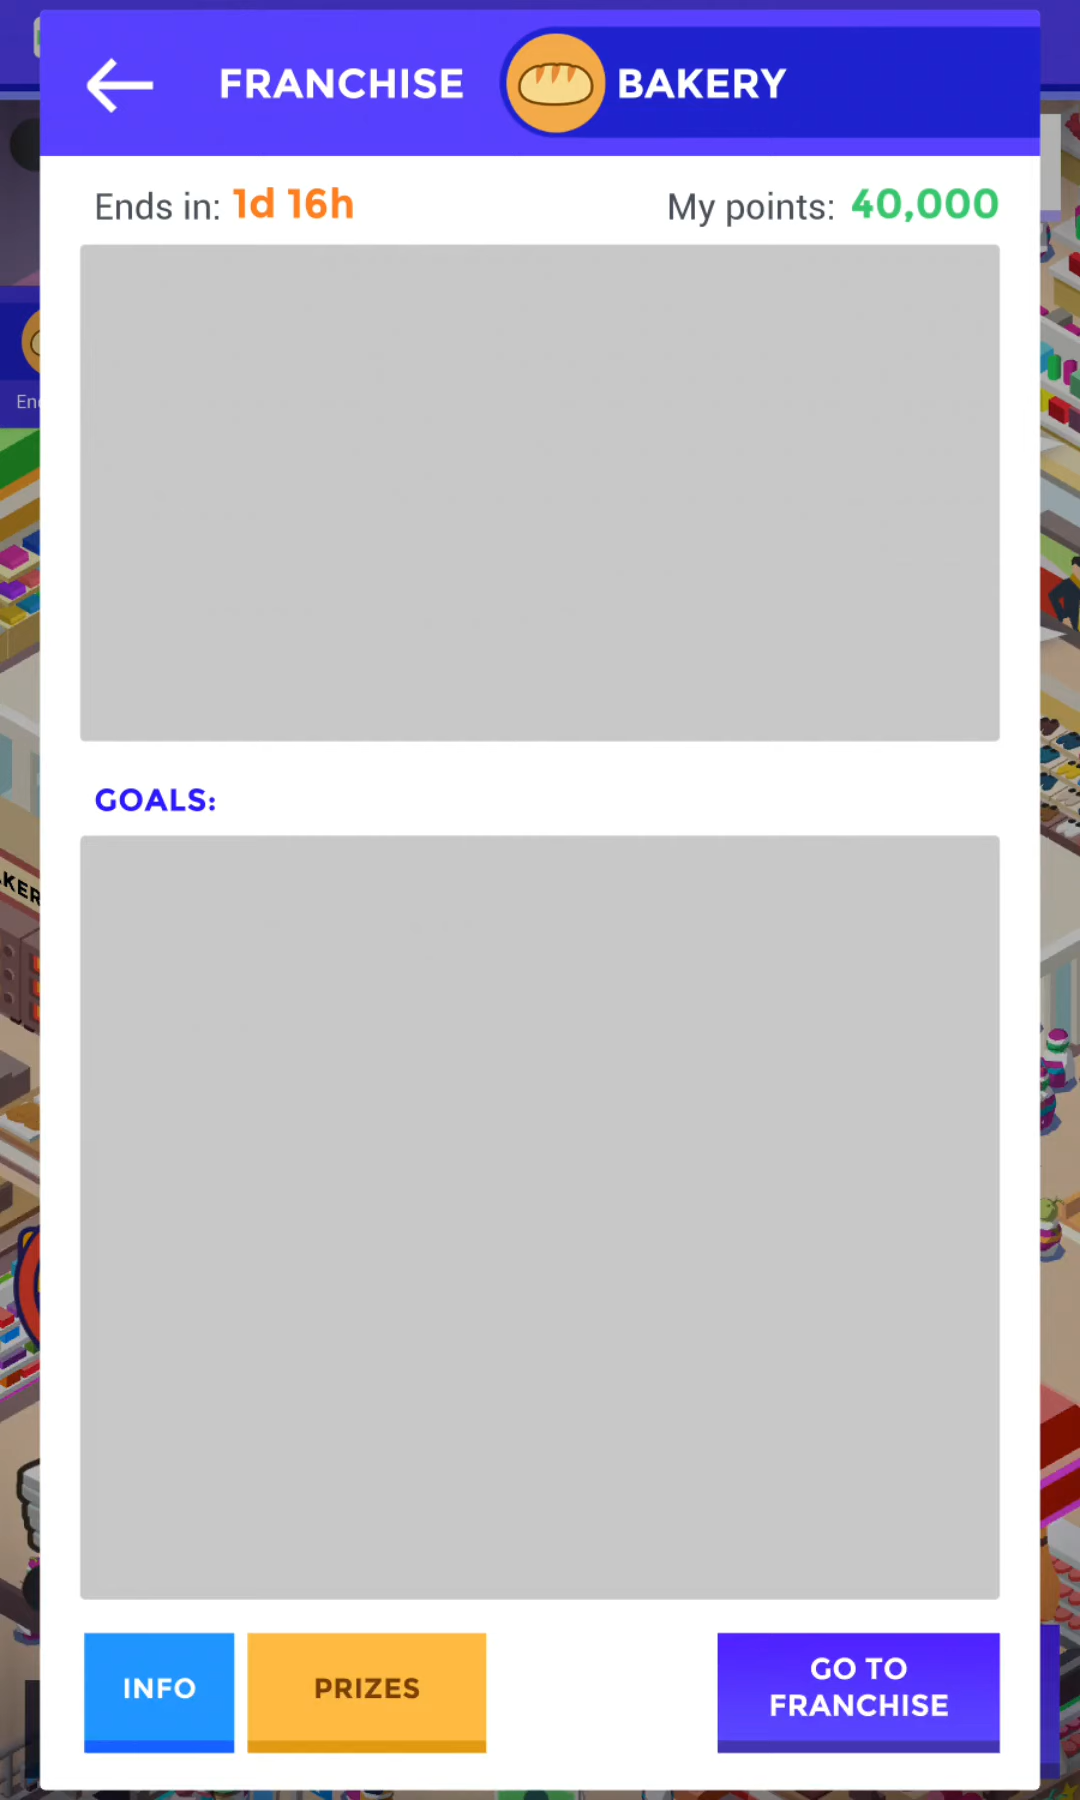 FRANCHISE BAKERY
Ends in: 1d 16h
My points: 40,000
GOALS:
INFO
PRIZES
GO TO
FRANCHISE